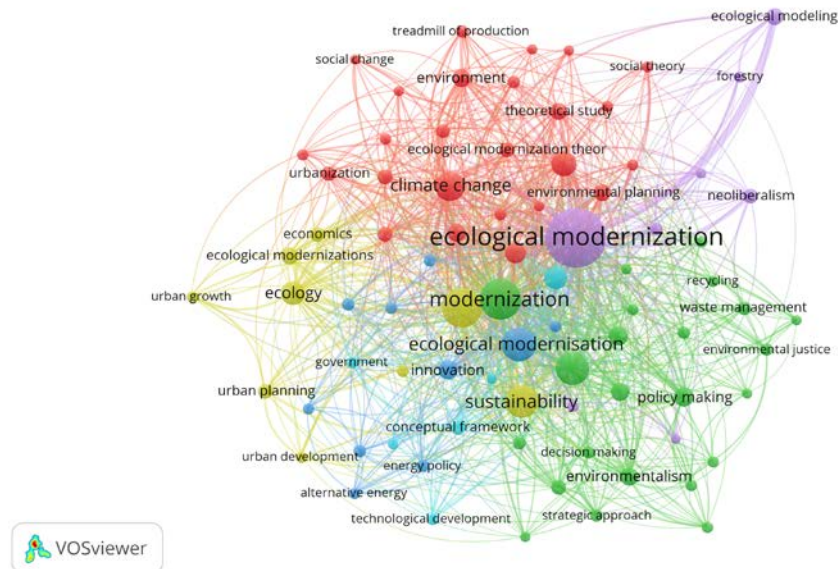 ecological modeling
treadmill of production
social change
social theory
environment
forestry
theoretical study
ecological modernization theor
urbanization
climate change
environmental planning
neoliberalism
economics
ecological modernization
ecological modernizations
recycling
urban growth
ecology
modernization
waste management
ecological modernisation
environmental justice
government
innovation
urban planning
sustainability
policy making
conceptual framework
decision making
urban development
energy policy
environmentalism
alternative energy
technological development
strategic approach
VOSviewer